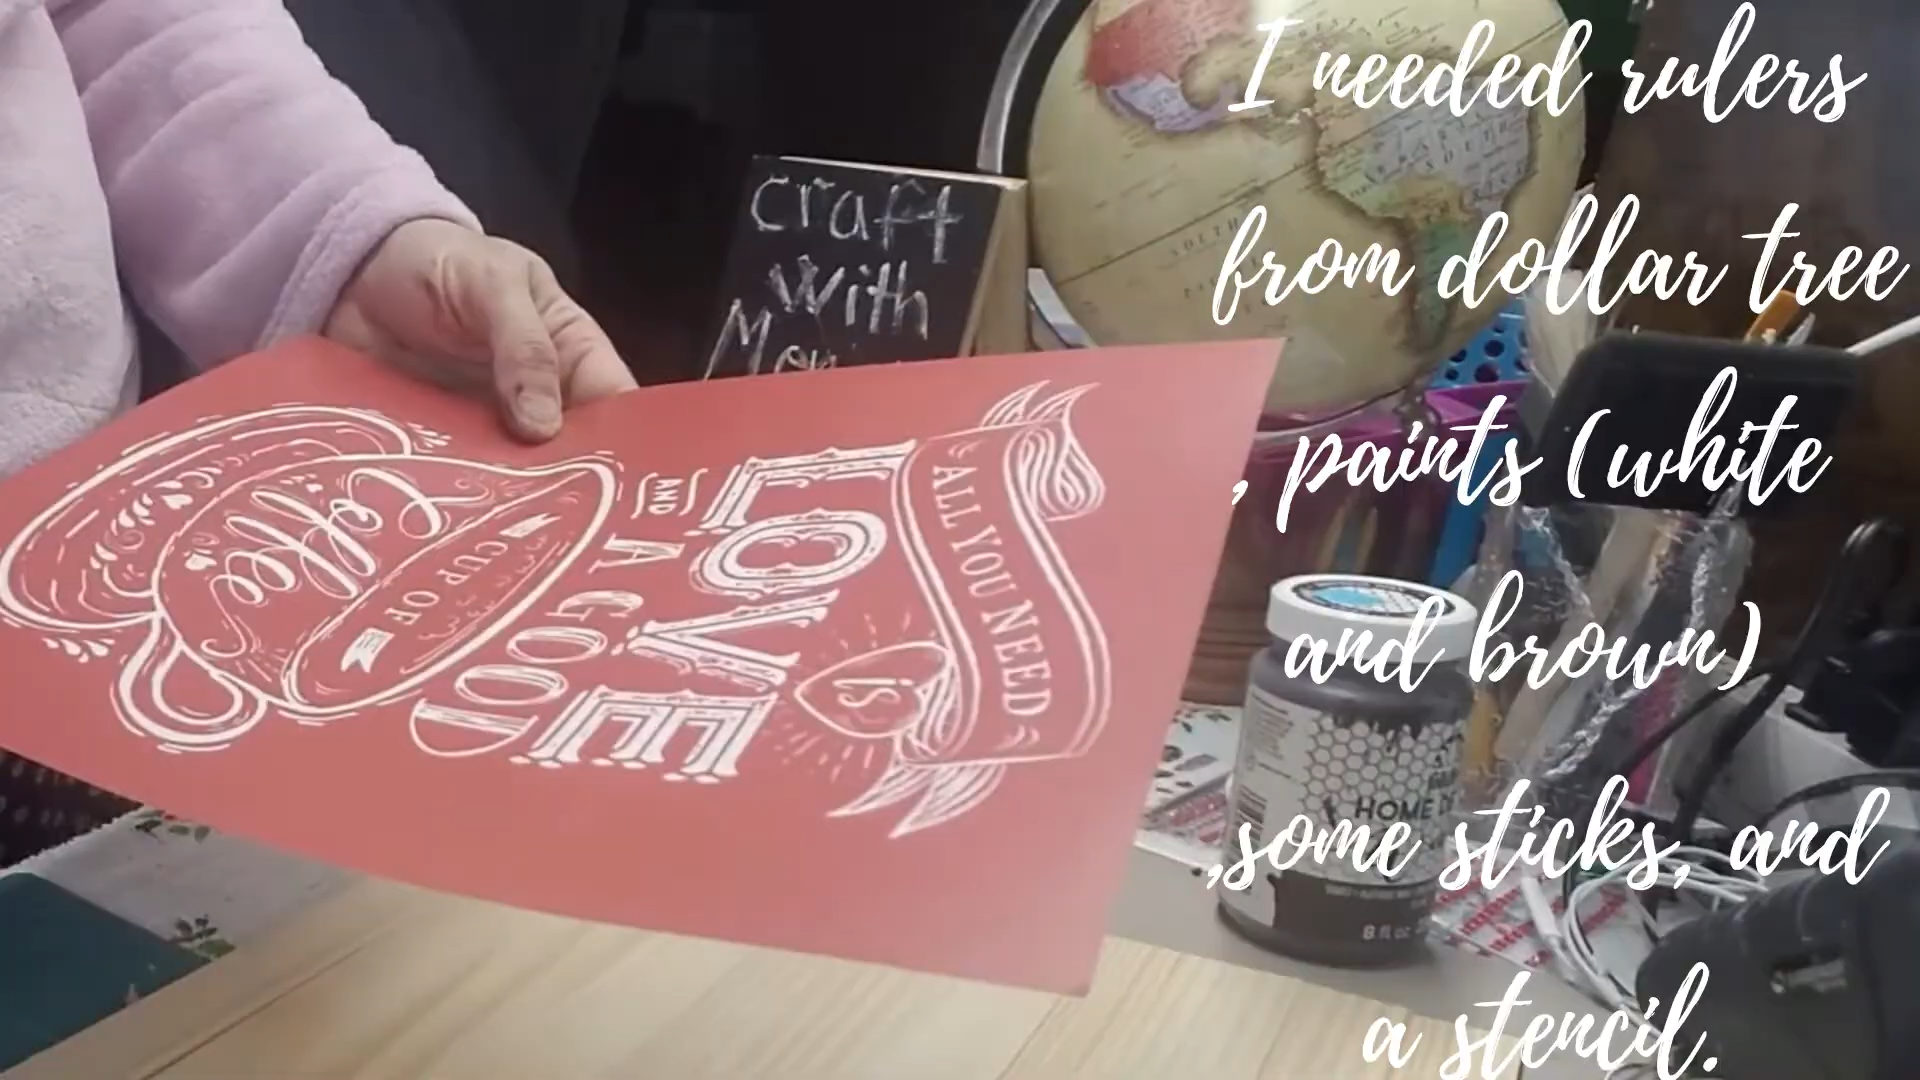 I needed rulers
from dollar tree
, paints (white
and brown)
,some sticks, and
a stencil.
craft
with
ALL YOU NEED
is
LOVE
AND
A GOOD
CUP OF
Coffee
HOME
8 fl oz
SOUTH